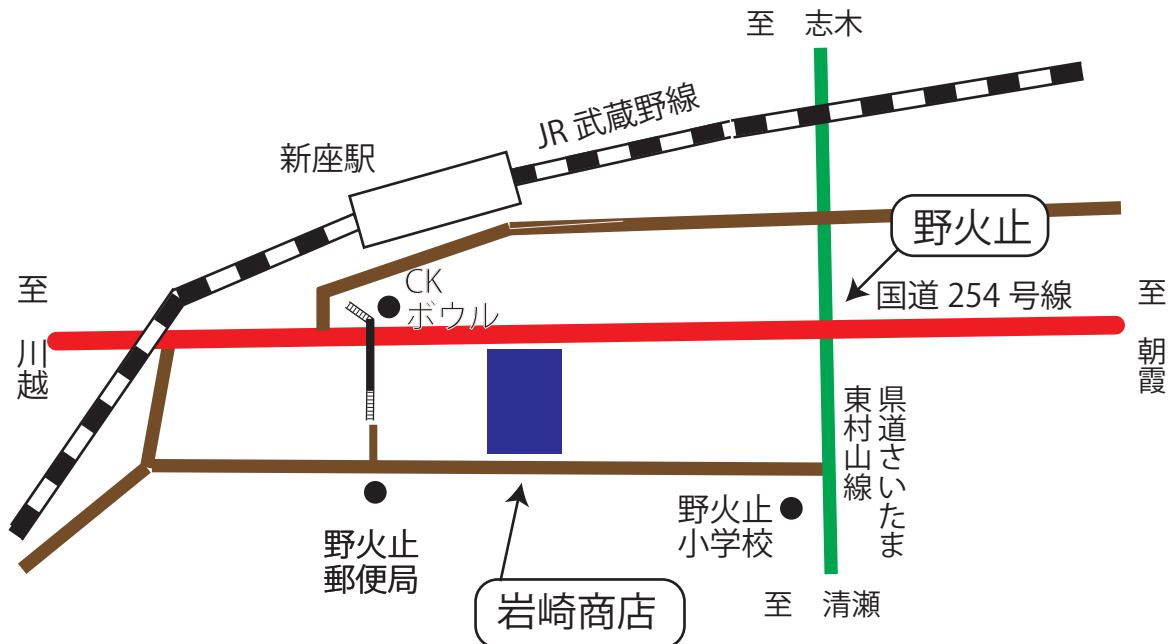 至 志木
JR 武蔵野線
新座駅
野火止
至 川越
CK
ボウル
国道 254 号線
至 朝霞
県道さいたま
東村山線
野火止
郵便局
野火止
小学校
岩崎商店
至 清瀬